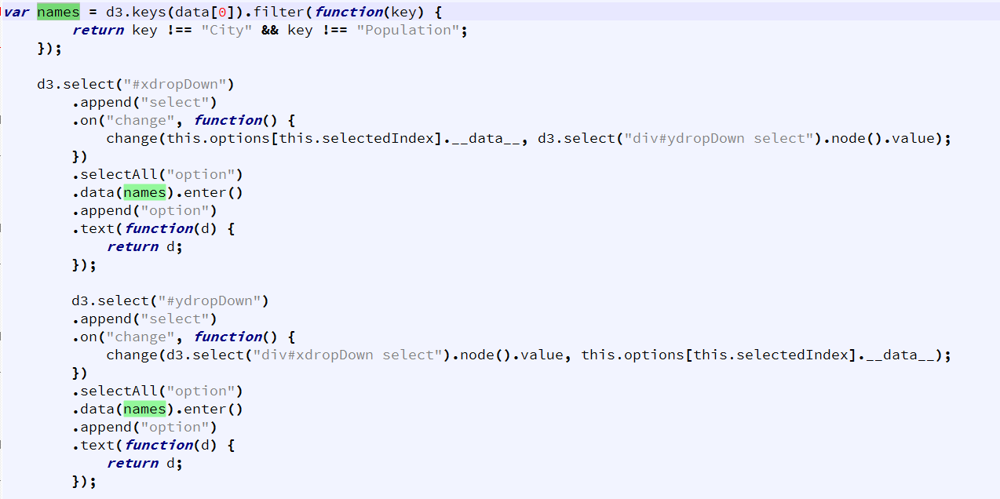 var names = d3.keys(data[0]).filter(function(key) {
        return key !== "City" && key !== "Population";
    });

    d3.select("#xdropDown")
        .append("select")
        .on("change", function() {
            change(this.options[this.selectedIndex].__data__, d3.select("div#ydropDown select").node().value);
        })
        .selectAll("option")
        .data(names).enter()
        .append("option")
        .text(function(d) {
            return d;
        });

        d3.select("#ydropDown")
        .append("select")
        .on("change", function() {
            change(d3.select("div#xdropDown select").node().value, this.options[this.selectedIndex].__data__);
        })
        .selectAll("option")
        .data(names).enter()
        .append("option")
        .text(function(d) {
            return d;
        });